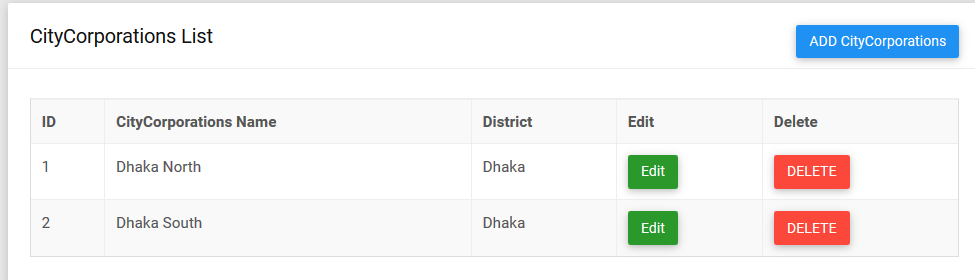 CityCorporations List
ADD CityCorporations
ID CityCorporations Name District Edit Delete
1 Dhaka North Dhaka Edit DELETE
2 Dhaka South Dhaka Edit DELETE